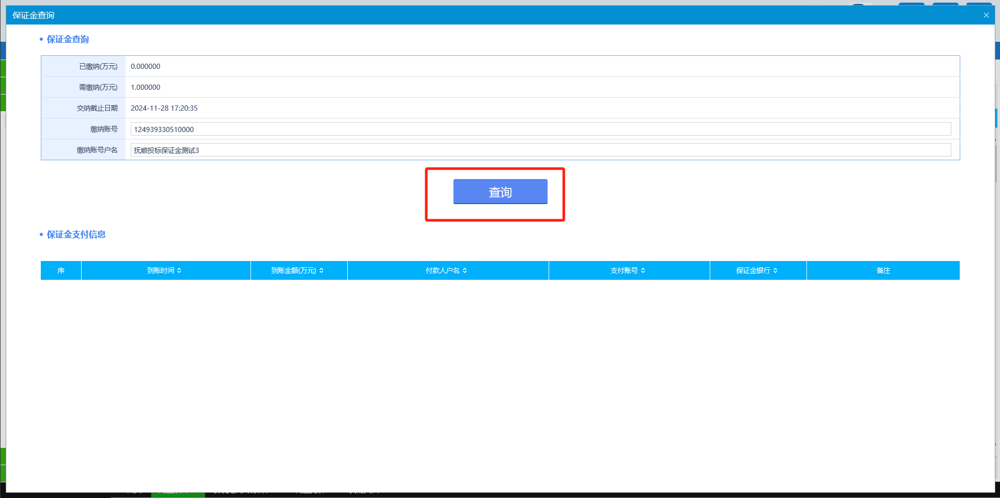 保证金查询
保证金查询
已缴纳(万元) 0.000000
需缴纳(万元) 1.000000
交纳截止日期 2024-11-28 17:20:35
缴纳账号 124939330510000
缴纳账号户名 抚顺投标保证金测试3
查询
保证金支付信息
序 到账时间 到账金额(万元) 付款人户名 支付账号 保证金银行 备注